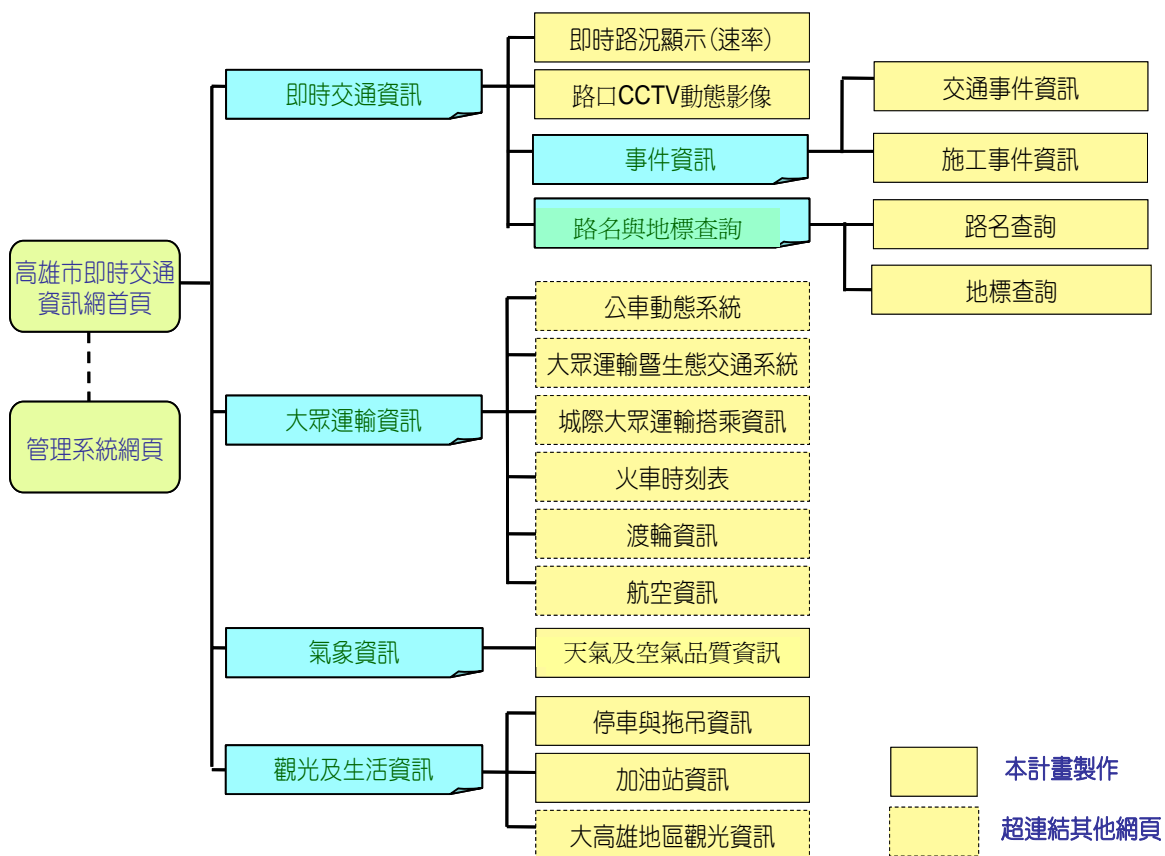 高雄市即時交通
資訊網首頁
管理系統網頁
即時交通資訊
即時路況顯示(速率)
路口CCTV動態影像
事件資訊
交通事件資訊
施工事件資訊
路名與地標查詢
路名查詢
地標查詢
大眾運輸資訊
公車動態系統
大眾運輸暨生態交通系統
城際大眾運輸搭乘資訊
火車時刻表
渡輪資訊
航空資訊
氣象資訊
天氣及空氣品質資訊
觀光及生活資訊
停車與拖吊資訊
加油站資訊
大高雄地區觀光資訊
本計畫製作
超連結其他網頁